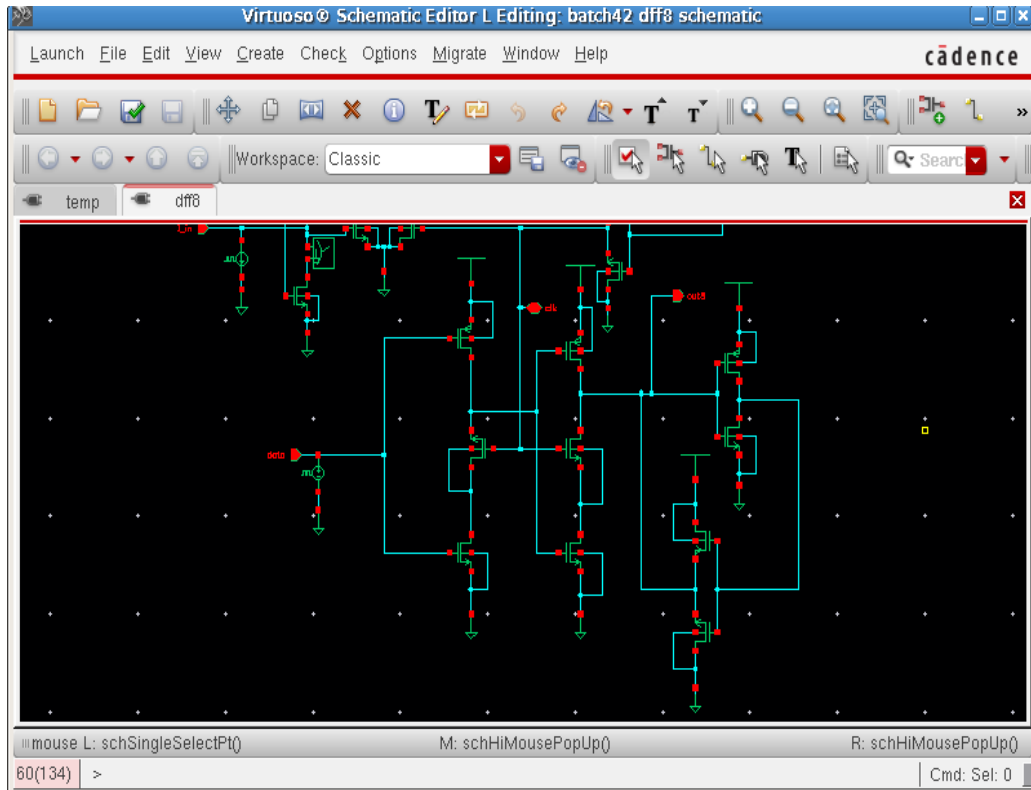 Virtuoso® Schematic Editor L Editing: batch42 dff8 schematic
Launch File Edit View Create Check Options Migrate Window Help
cādence
Workspace: Classic
Searc
temp
dff8
clk
out8
data
mouse L: schSingleSelectPt()
M: schHiMousePopUp()
R: schHiMousePopUp()
60(134) >
Cmd: Sel: 0